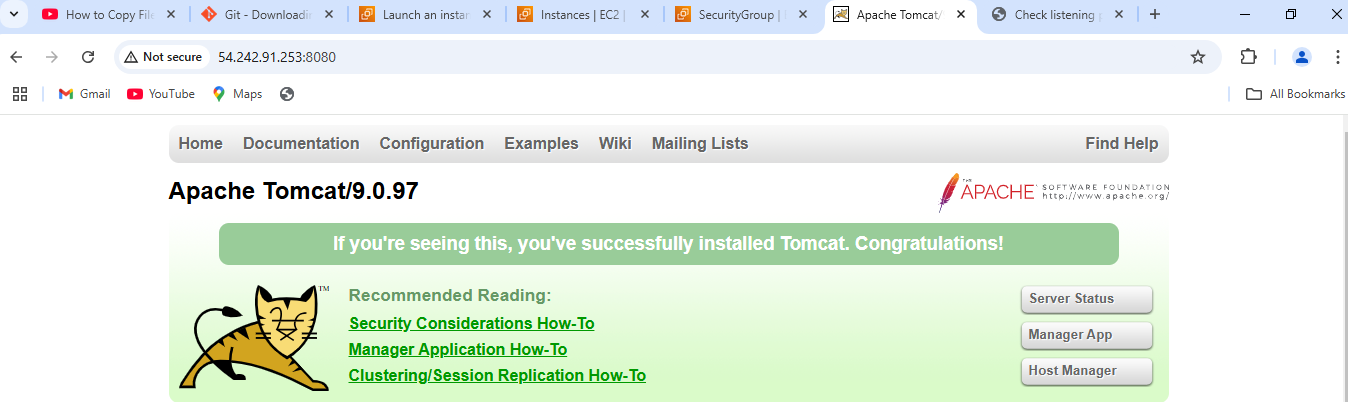 How to Copy File
Git - Downloadin
Launch an instan
Instances | EC2 |
SecurityGroup |
Apache Tomcat/
Check listening p
Not secure 54.242.91.253:8080
Gmail YouTube Maps All Bookmarks
Home Documentation Configuration Examples Wiki Mailing Lists Find Help
Apache Tomcat/9.0.97
THE
APACHE SOFTWARE FOUNDATION
http://www.apache.org/
If you're seeing this, you've successfully installed Tomcat. Congratulations!
TM
Recommended Reading:
Security Considerations How-To
Manager Application How-To
Clustering/Session Replication How-To
Server Status
Manager App
Host Manager